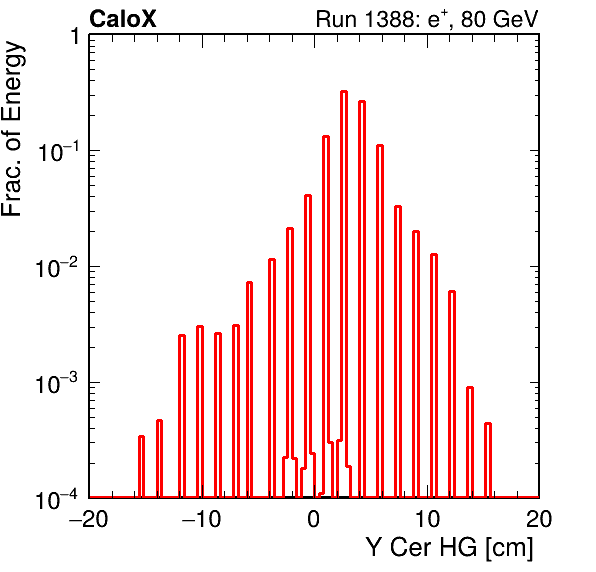 CaloX Run 1388: e⁺, 80 GeV
Frac. of Energy
1
10⁻¹
10⁻²
10⁻³
10⁻⁴
−20 −10 0 10 20
Y Cer HG [cm]